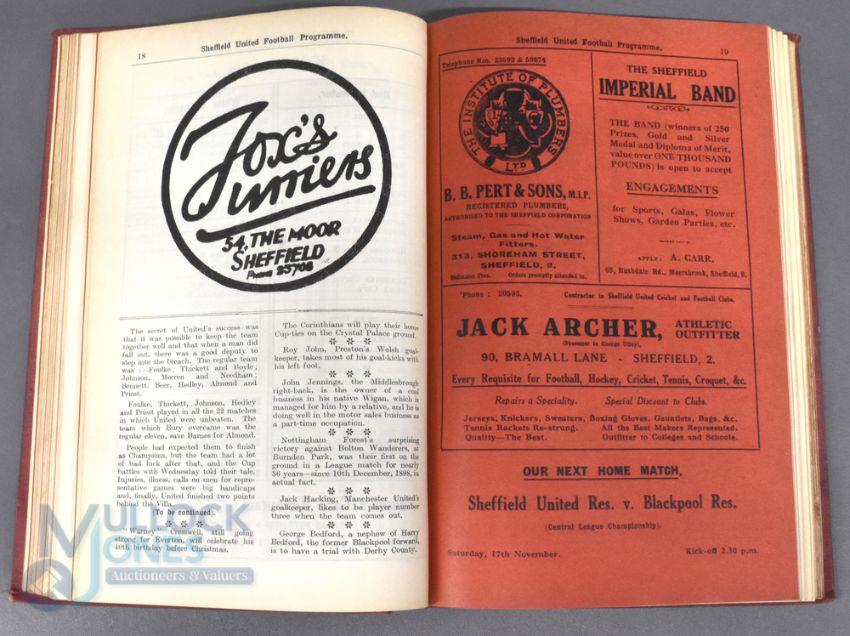 18
Sheffield United Football Programme.
Fox's
Furriers
54, THE MOOR
SHEFFIELD
PHONE 25708
The secret of United's success was
that it was possible to keep the team
together well and that when a man did
fall out, there was a good deputy to
step into the breach. The regular team
was :—Foulke; Thickett and Boyle;
Johnson, Morren and Needham;
Bennett, Beer, Hedley, Almond and
Priest.
Foulke, Thickett, Johnson, Hedley
and Priest played in all the 22 matches
in which United were unbeaten. The
team which Bury overcame was the
regular eleven, save Barnes for Almond.
People had expected them to finish
as Champions, but the team had a lot
of bad luck after that, and the Cup
battles with Wednesday told their tale.
Injuries, illness, calls on men for repre-
sentative games were big handicaps
and, finally, United finished two points
behind the Villa.
(To be continued).
"Warney" Cresswell, still going
strong for Everton, will celebrate his
40th birthday before Christmas.
The Corinthians will play their home
Cup-ties on the Crystal Palace ground.
Roy John, Preston's Welsh goal-
keeper, takes most of his goal-kicks with
his left foot.
John Jennings, the Middlesbrough
right-back, is the owner of a coal
business in his native Wigan, which is
managed for him by a relative, and he is
doing well in the motor sales business as
a part-time occupation.
Nottingham Forest's surprising
victory against Bolton Wanderers, at
Burnden Park, was their first on the
ground in a League match for nearly
36 years—since 10th December, 1898, in
actual fact.
Jack Hacking, Manchester United's
goalkeeper, likes to be player number
three when the team comes out.
George Bedford, a nephew of Harry
Bedford, the former Blackpool forward,
is to have a trial with Derby County.
Mullock
Jones
Auctioneers & Valuers
Sheffield United Football Programme.
19
Telephone Nos. 22592 & 50874
THE INSTITUTE OF PLUMBERS
LTD
B. B. PERT & SONS, M.I.P.
REGISTERED PLUMBERS,
AUTHORISED TO THE SHEFFIELD CORPORATION
Steam, Gas and Hot Water
Fitters.
313, SHOREHAM STREET,
SHEFFIELD, 2.
Estimates Free. Orders promptly attended to.
THE SHEFFIELD
IMPERIAL BAND
THE BAND (winners of 250
Prizes, Gold and Silver
Medal and Diploma of Merit,
value over ONE THOUSAND
POUNDS) is open to accept
ENGAGEMENTS
for Sports, Galas, Flower
Shows, Garden Parties, etc.
APPLY: A. CARR,
65, Rushdale Rd., Meersbrook, Sheffield, 8.
'Phone : 20595. Contractor to Sheffield United Cricket and Football Clubs.
JACK ARCHER, ATHLETIC OUTFITTER
(Successor to George Utley),
90, BRAMALL LANE - SHEFFIELD, 2.
Every Requisite for Football, Hockey, Cricket, Tennis, Croquet, &c.
Repairs a Speciality. Special Discount to Clubs.
Jerseys, Knickers, Sweaters, Boxing Gloves, Gauntlets, Bags, &c.
Tennis Rackets Re-strung. All the Best Makers Represented.
Quality—The Best. Outfitter to Colleges and Schools.
OUR NEXT HOME MATCH,
Sheffield United Res. v. Blackpool Res.
(Central League Championship).
Saturday, 17th November. Kick-off 2.30 p.m.